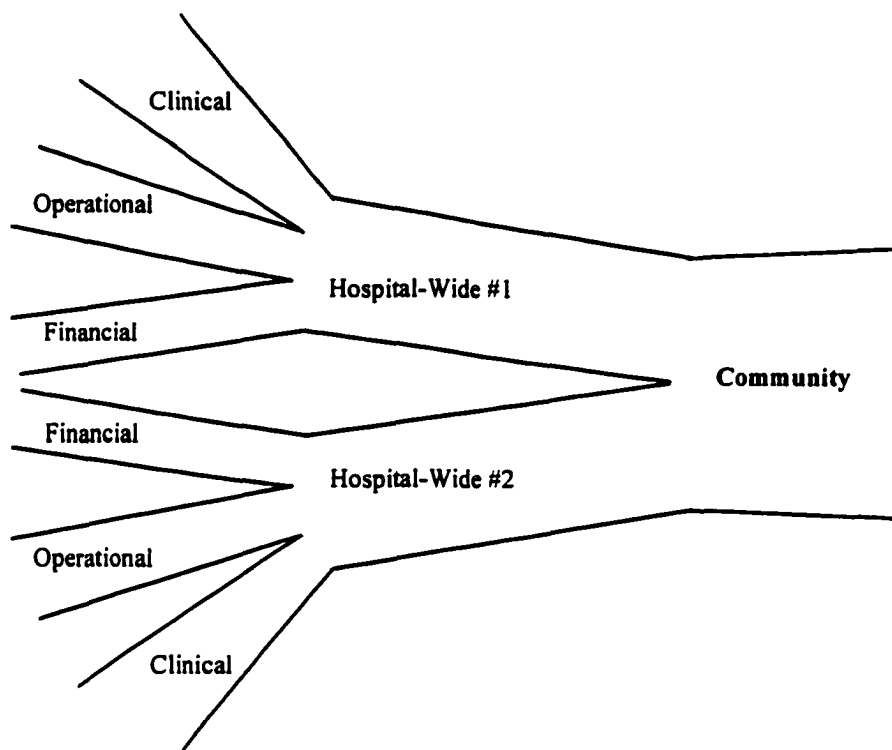 Clinical
Operational
Hospital-Wide #1
Financial
Community
Financial
Hospital-Wide #2
Operational
Clinical